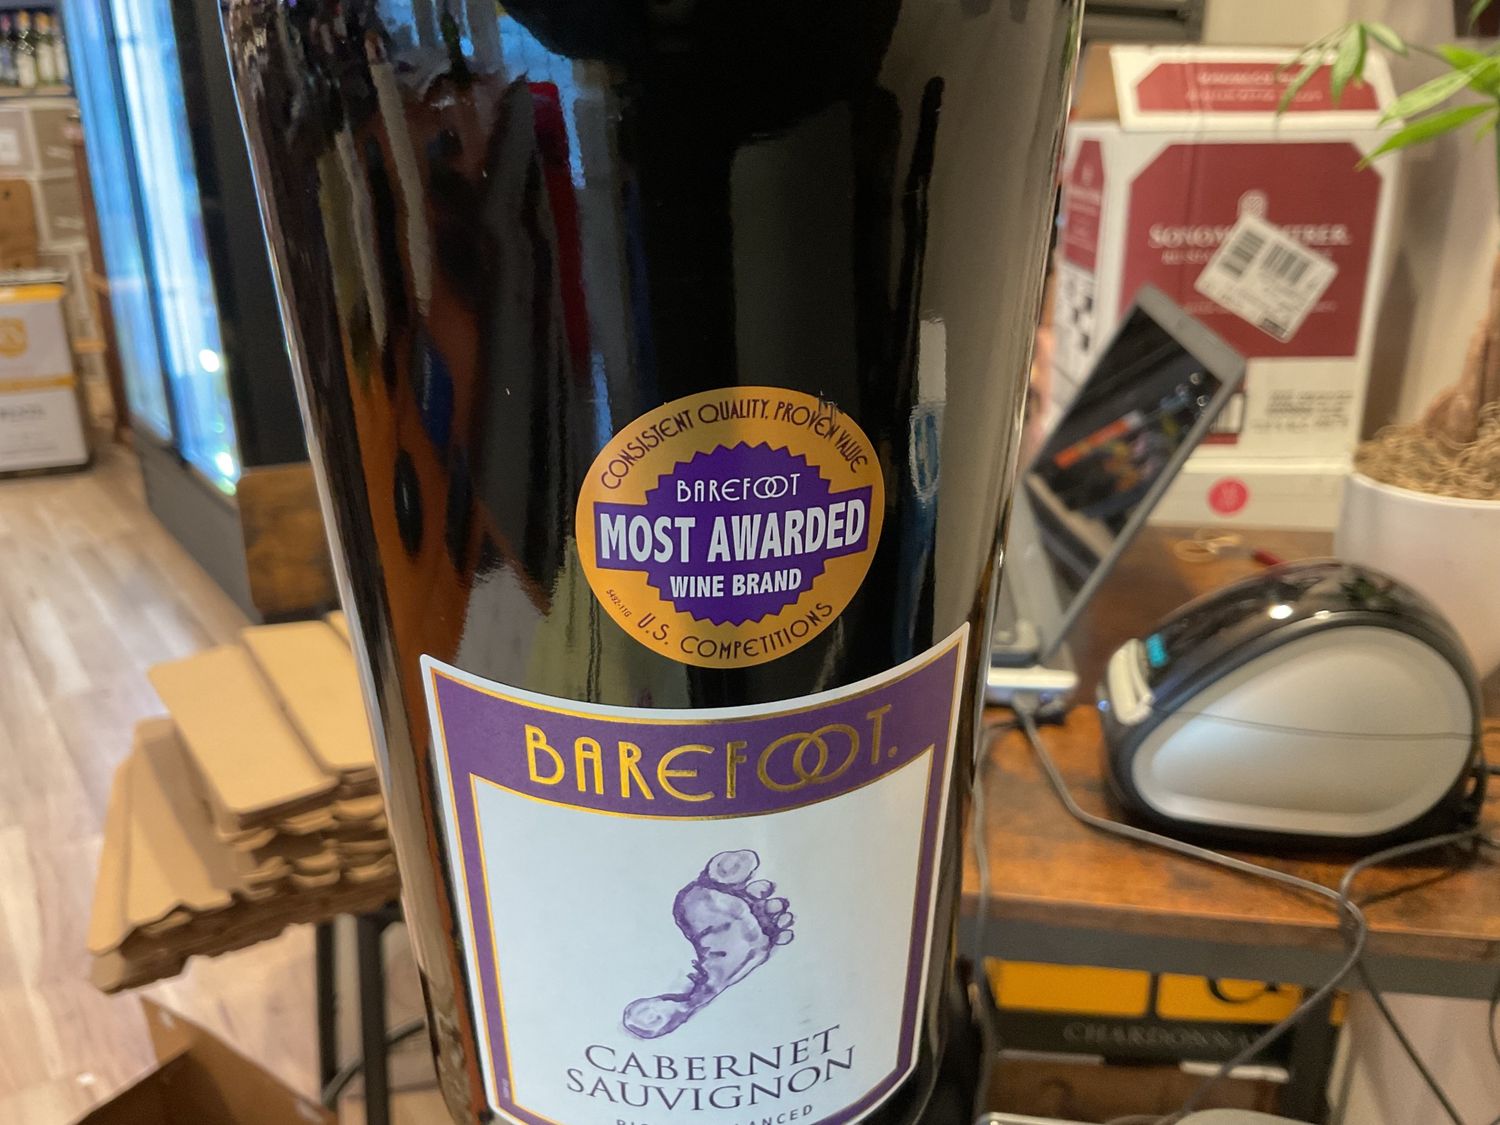 CONSISTENT QUALITY, PROVEN VALUE
BAREFOOT
MOST AWARDED
WINE BRAND
U.S. COMPETITIONS
BAREFOOT.
CABERNET
SAUVIGNON
CHARDONNAY